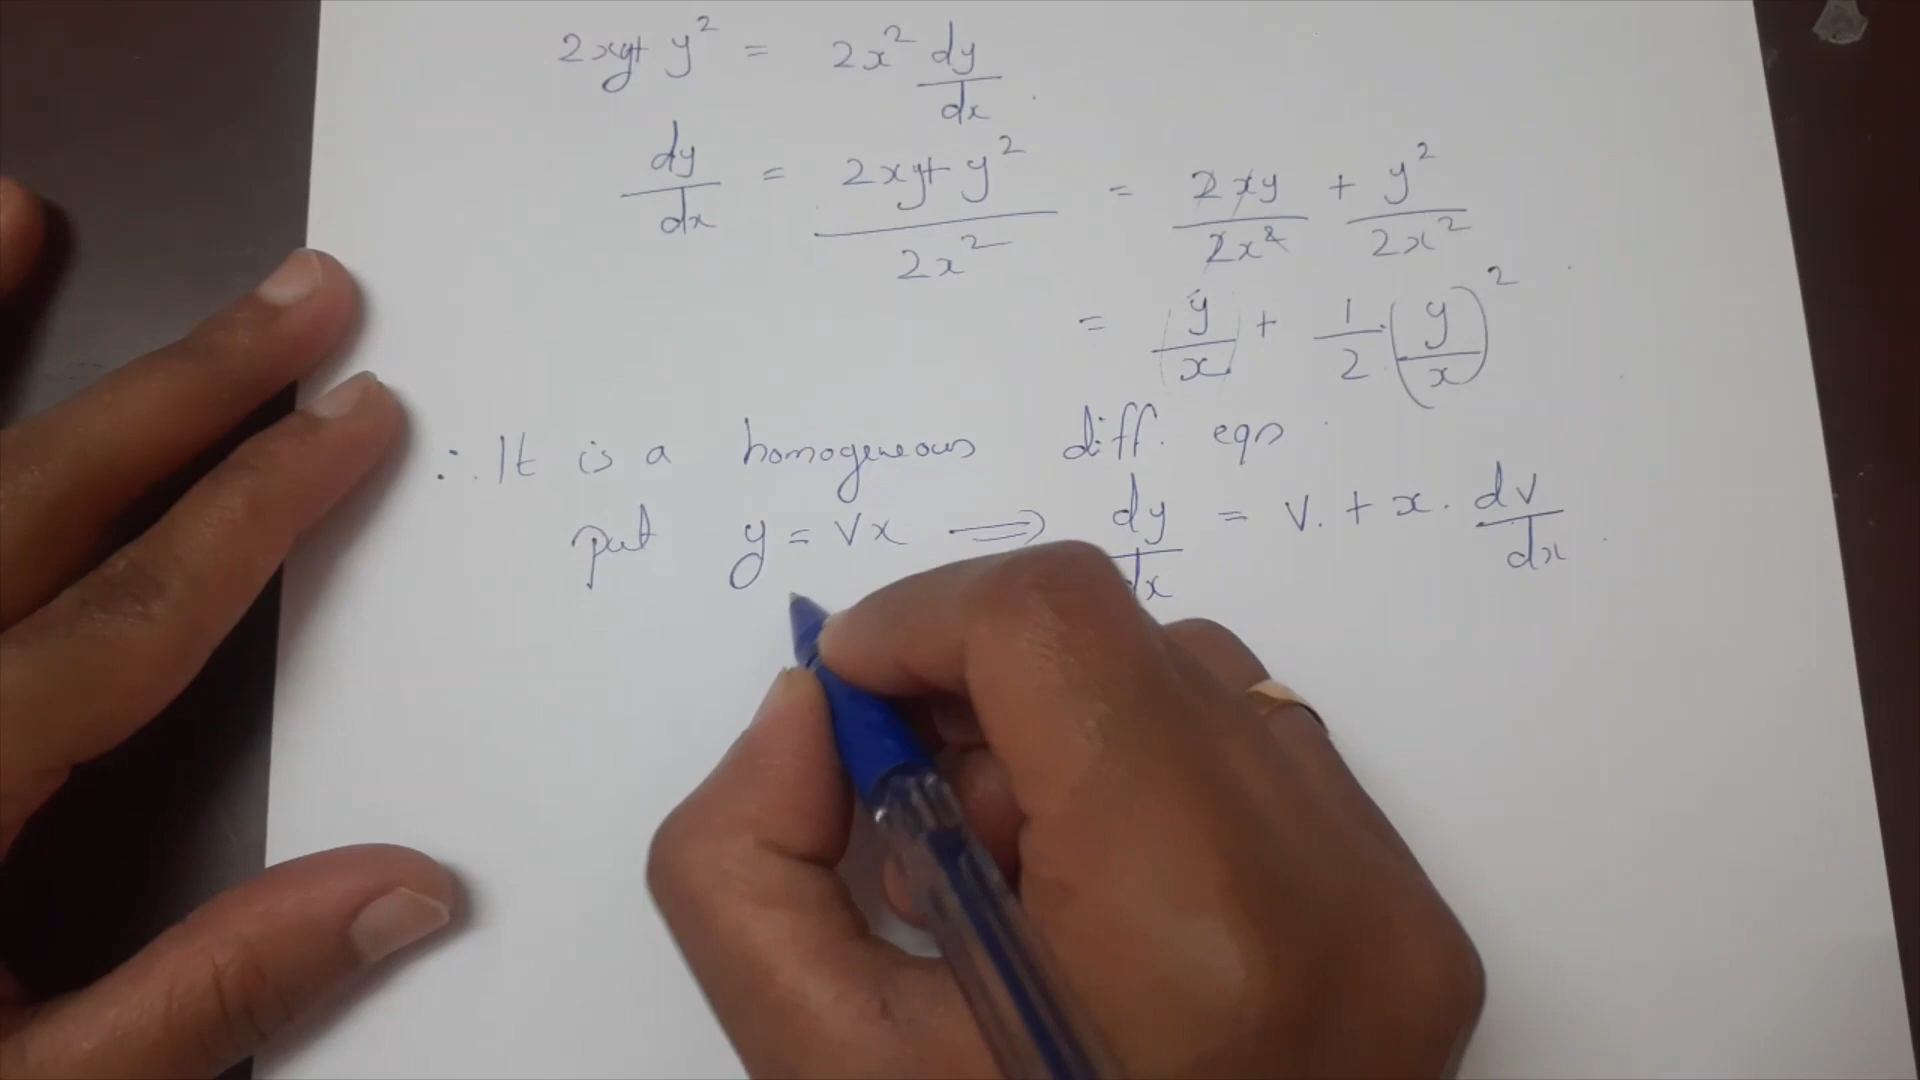 2xy + y² = 2x² dy/dx
dy/dx = (2xy + y²)/2x² = 2xy/2x² + y²/2x²
= y/x + 1/2 · (y/x)²
∴ It is a homogeneous diff. eqn
put y = vx ⟹ dy/dx = v. + x. dv/dx